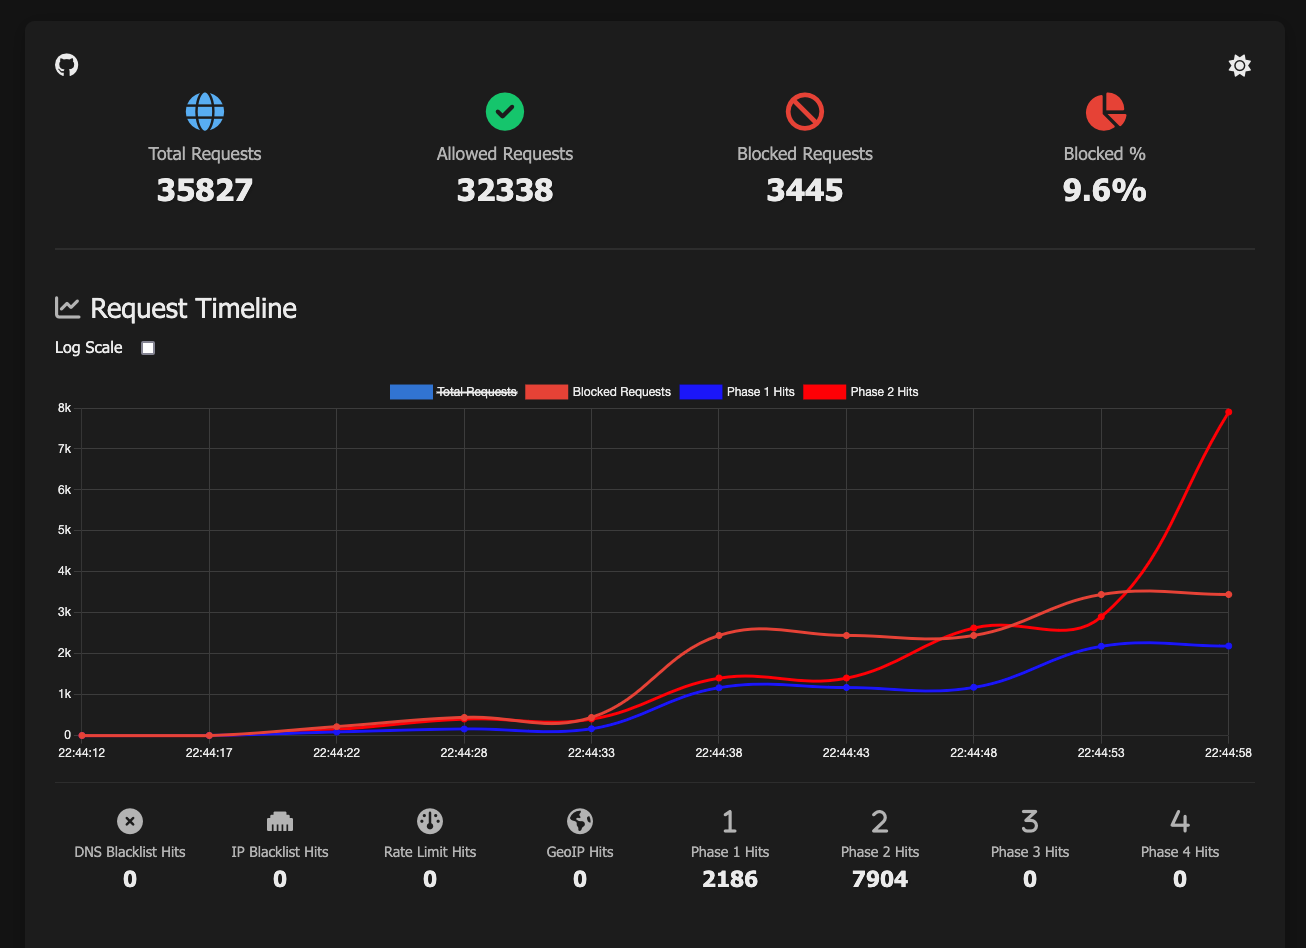 Total Requests
35827
Allowed Requests
32338
Blocked Requests
3445
Blocked %
9.6%
Request Timeline
Log Scale
Total Requests Blocked Requests Phase 1 Hits Phase 2 Hits
8k
7k
6k
5k
4k
3k
2k
1k
0
22:44:12 22:44:17 22:44:22 22:44:28 22:44:33 22:44:38 22:44:43 22:44:48 22:44:53 22:44:58
DNS Blacklist Hits
0
IP Blacklist Hits
0
Rate Limit Hits
0
GeoIP Hits
0
1
Phase 1 Hits
2186
2
Phase 2 Hits
7904
3
Phase 3 Hits
0
4
Phase 4 Hits
0